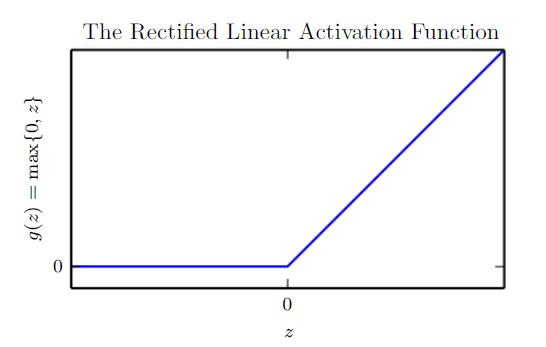 The Rectified Linear Activation Function
g(z) = max{0, z}
0
0
z